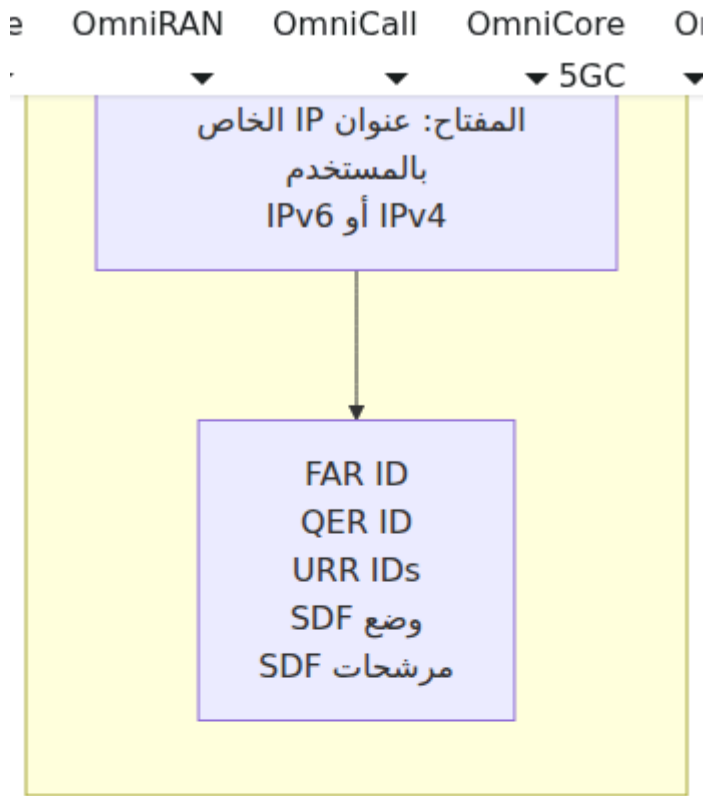 OmniRAN
OmniCall
OmniCore 5GC
المفتاح: عنوان IP الخاص
بالمستخدم
IPv4 أو IPv6
FAR ID
QER ID
URR IDs
وضع SDF
مرشحات SDF